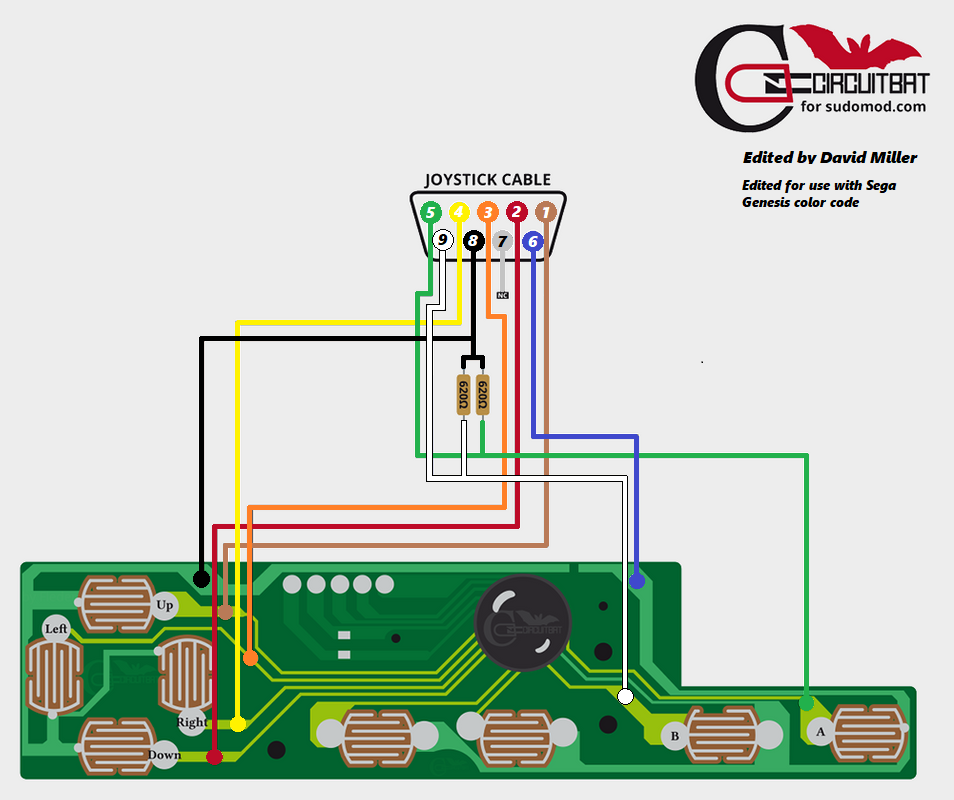 CIRCUITBAT
for sudomod.com
Edited by David Miller
Edited for use with Sega
Genesis color code
JOYSTICK CABLE
5 4 3 2 1
9 8 7 6
NC
620Ω 620Ω
Up
Left
CIRCUITBAT
Right
Down
B
A